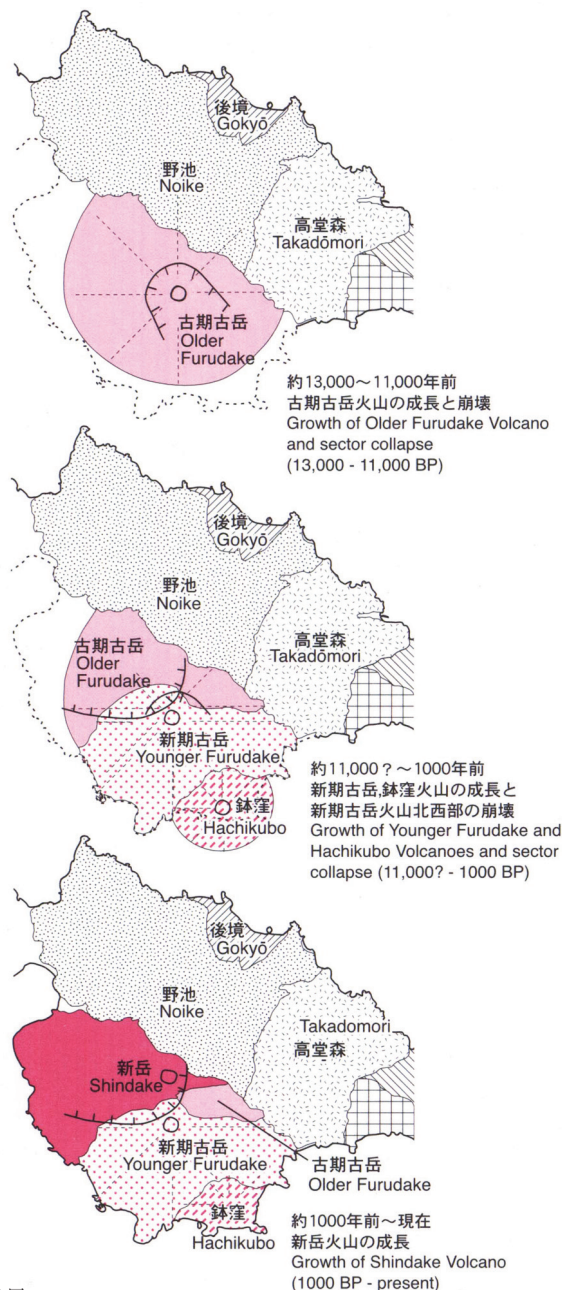 後境
Gokyō
野池
Noike
高堂森
Takadōmori
古期古岳
Older
Furudake
約13,000～11,000年前
古期古岳火山の成長と崩壊
Growth of Older Furudake Volcano
and sector collapse
(13,000 - 11,000 BP)
後境
Gokyō
野池
Noike
高堂森
Takadōmori
古期古岳
Older
Furudake
新期古岳
Younger Furudake
鉢窪
Hachikubo
約11,000？～1000年前
新期古岳,鉢窪火山の成長と
新期古岳火山北西部の崩壊
Growth of Younger Furudake and
Hachikubo Volcanoes and sector
collapse (11,000? - 1000 BP)
後境
Gokyō
野池
Noike
Takadomori
高堂森
新岳
Shindake
新期古岳
Younger Furudake
古期古岳
Older Furudake
鉢窪
Hachikubo
約1000年前～現在
新岳火山の成長
Growth of Shindake Volcano
(1000 BP - present)